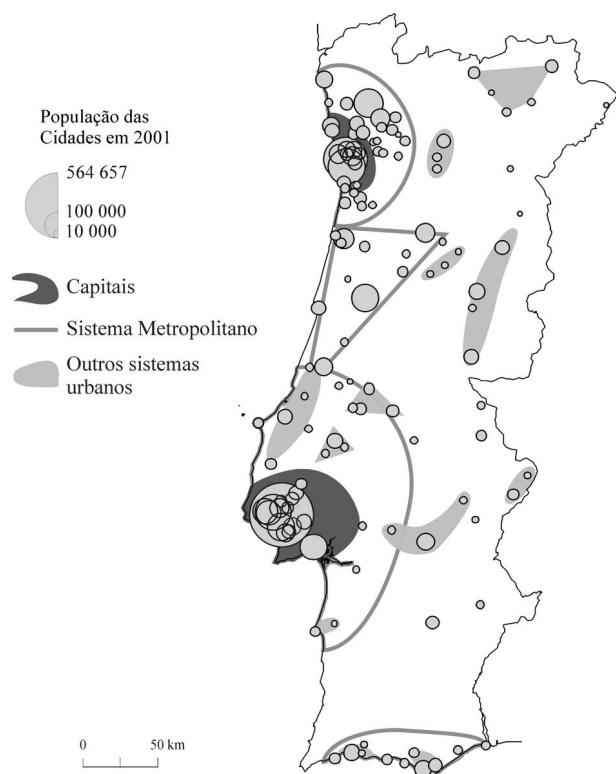 População das
Cidades em 2001
564 657
100 000
10 000
Capitais
Sistema Metropolitano
Outros sistemas
urbanos
0 50 km